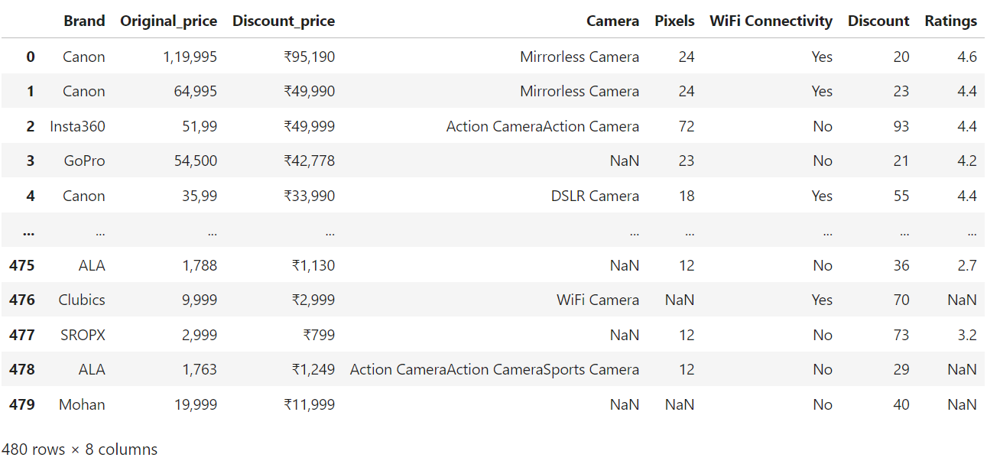 Brand Original_price Discount_price Camera Pixels WiFi Connectivity Discount Ratings
0 Canon 1,19,995 ₹95,190 Mirrorless Camera 24 Yes 20 4.6
1 Canon 64,995 ₹49,990 Mirrorless Camera 24 Yes 23 4.4
2 Insta360 51,99 ₹49,999 Action CameraAction Camera 72 No 93 4.4
3 GoPro 54,500 ₹42,778 NaN 23 No 21 4.2
4 Canon 35,99 ₹33,990 DSLR Camera 18 Yes 55 4.4
... ... ... ... ... ... ... ... ...
475 ALA 1,788 ₹1,130 NaN 12 No 36 2.7
476 Clubics 9,999 ₹2,999 WiFi Camera NaN Yes 70 NaN
477 SROPX 2,999 ₹799 NaN 12 No 73 3.2
478 ALA 1,763 ₹1,249 Action CameraAction CameraSports Camera 12 No 29 NaN
479 Mohan 19,999 ₹11,999 NaN NaN No 40 NaN
480 rows × 8 columns